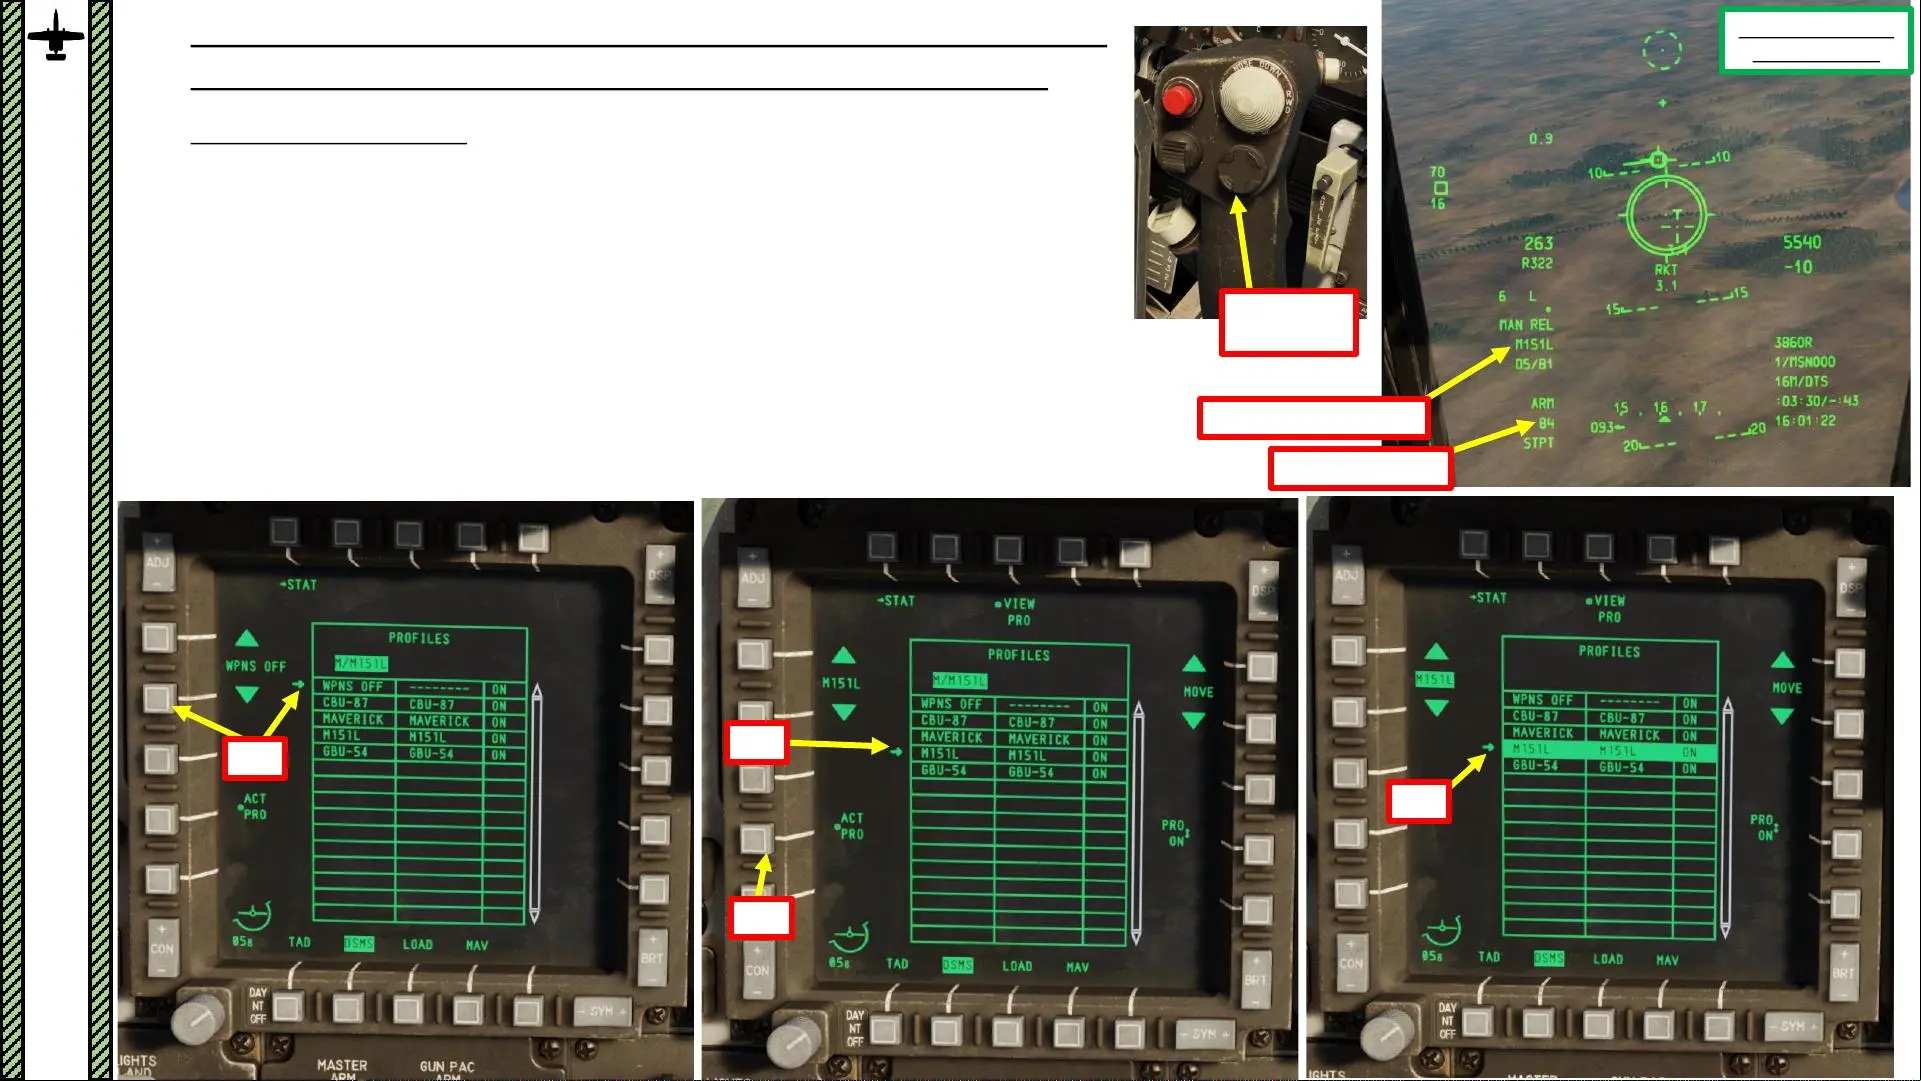 NOSE DOWN
RWD
0.9
10 10
70
16
263
R322
5540
-10
RKT
3.1
6 L
15 15
MAN REL
M151L
05/B1
3860R
1/MSN000
16M/DTS
:03:30/-:43
16:01:22
ARM
84
STPT
15 . 16 . 17 .
093
20 20
ADJ
DSP
→STAT
PROFILES
M/M151L
WPNS OFF
WPNS OFF -------- ON
CBU-87 CBU-87 ON
MAVERICK MAVERICK ON
M151L M151L ON
GBU-54 GBU-54 ON
ACT
PRO
058
TAD DSMS LOAD MAV
CON
BRT
DAY
NT
OFF
- SYM +
IGHTS
AND
MASTER
ARM
GUN PAC
ARM
ADJ
DSP
→STAT
VIEW
PRO
PROFILES
M/M151L
M151L
MOVE
WPNS OFF -------- ON
CBU-87 CBU-87 ON
MAVERICK MAVERICK ON
M151L M151L ON
GBU-54 GBU-54 ON
ACT
PRO
PRO
ON
058
TAD DSMS LOAD MAV
CON
BRT
DAY
NT
OFF
- SYM +
ADJ
DSP
→STAT
VIEW
PRO
PROFILES
M151L
MOVE
WPNS OFF -------- ON
CBU-87 CBU-87 ON
MAVERICK MAVERICK ON
M151L M151L ON
GBU-54 GBU-54 ON
PRO
ON
058
TAD DSMS LOAD MAV
CON
BRT
DAY
NT
OFF
- SYM +